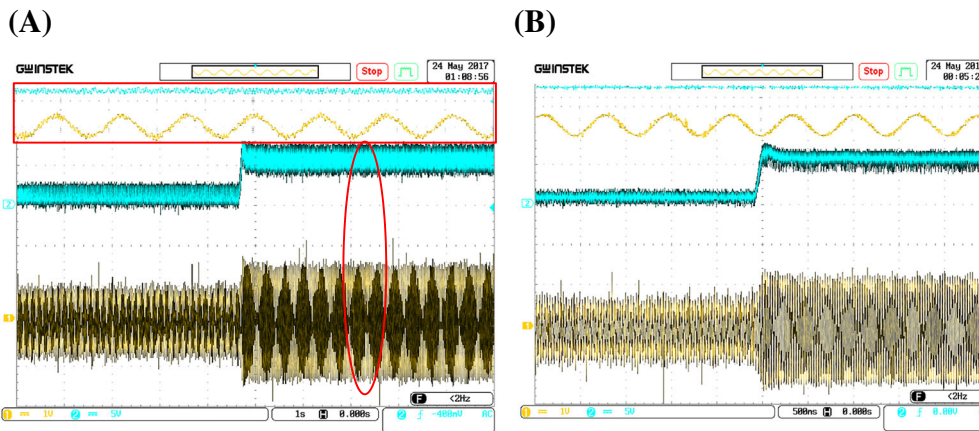 (A)
(B)
GWINSTEK
Stop
24 May 2017
01:08:56
2
1
F <2Hz
1 1V 2 5V
1s H 0.000s
2 -400mV AC
GWINSTEK
Stop
24 May 201
00:05:2
2
1
F <2Hz
1 1V 2 5V
500ms H 0.000s
2 0.00V